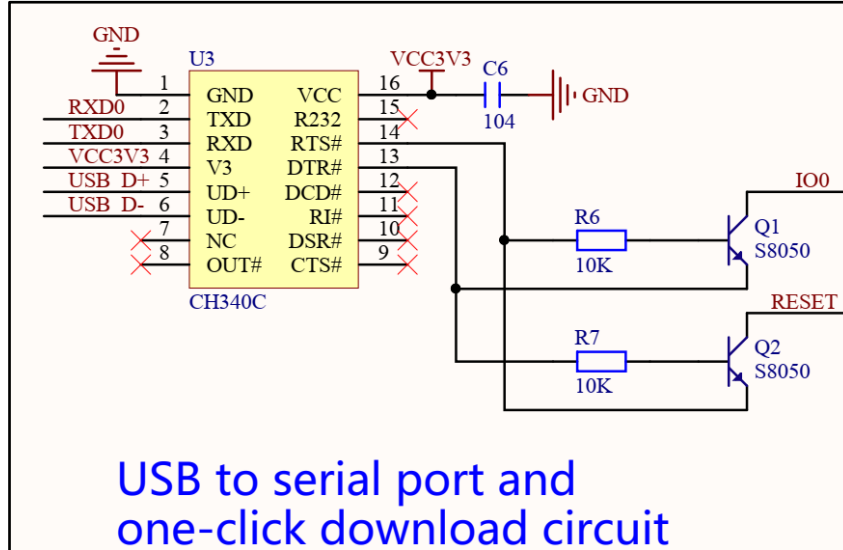 GND
U3
VCC3V3
C6
1
GND
VCC
16
GND
RXD0
2
TXD
R232
15
104
TXD0
3
RXD
RTS#
14
VCC3V3
4
V3
DTR#
13
USB D+
5
UD+
DCD#
12
IO0
USB D-
6
UD-
RI#
11
7
NC
DSR#
10
R6
Q1
8
OUT#
CTS#
9
10K
S8050
CH340C
RESET
R7
Q2
10K
S8050
USB to serial port and
one-click download circuit